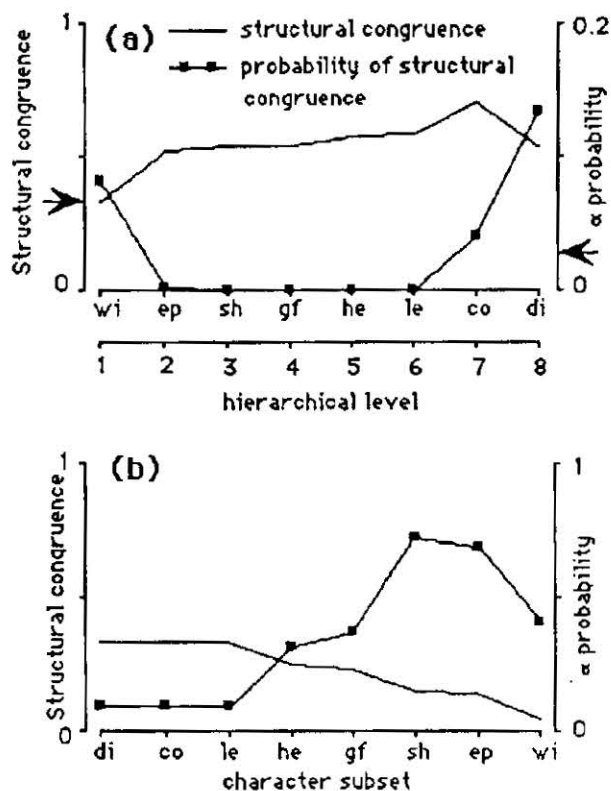 1
(a)
structural congruence
probability of structural
congruence
0.2
Structural congruence
α probability
0
0
wi ep sh gf he le co di
1 2 3 4 5 6 7 8
hierarchical level
1
(b)
1
Structural congruence
α probability
0
0
di co le he gf sh ep wi
character subset